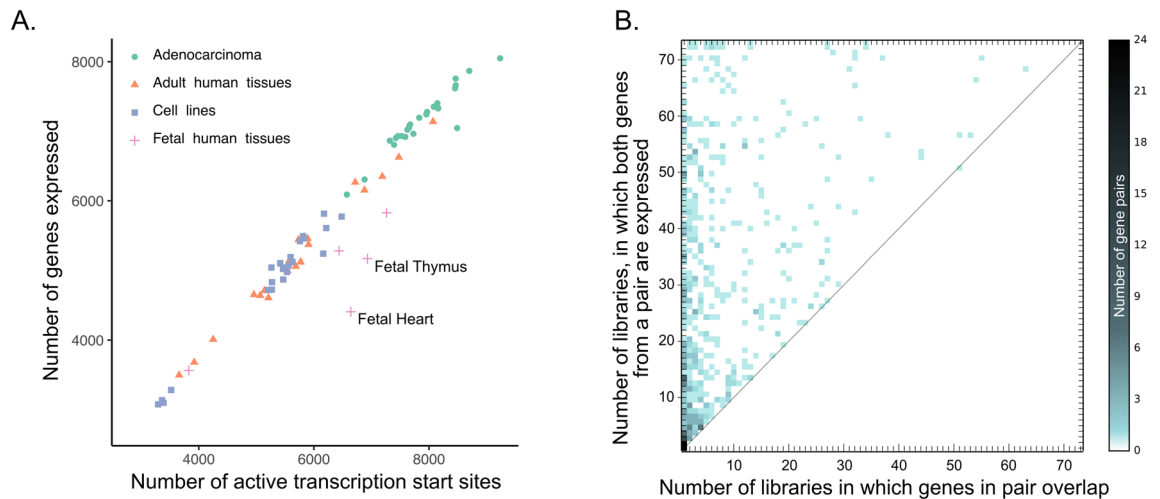 A.
8000
6000
4000
Number of genes expressed
Adenocarcinoma
Adult human tissues
Cell lines
Fetal human tissues
Fetal Thymus
Fetal Heart
4000 6000 8000
Number of active transcription start sites
B.
Number of libraries, in which both genes
from a pair are expressed
70
60
50
40
30
20
10
10 20 30 40 50 60 70
Number of libraries in which genes in pair overlap
24
21
18
15
12
9
6
3
0
Number of gene pairs